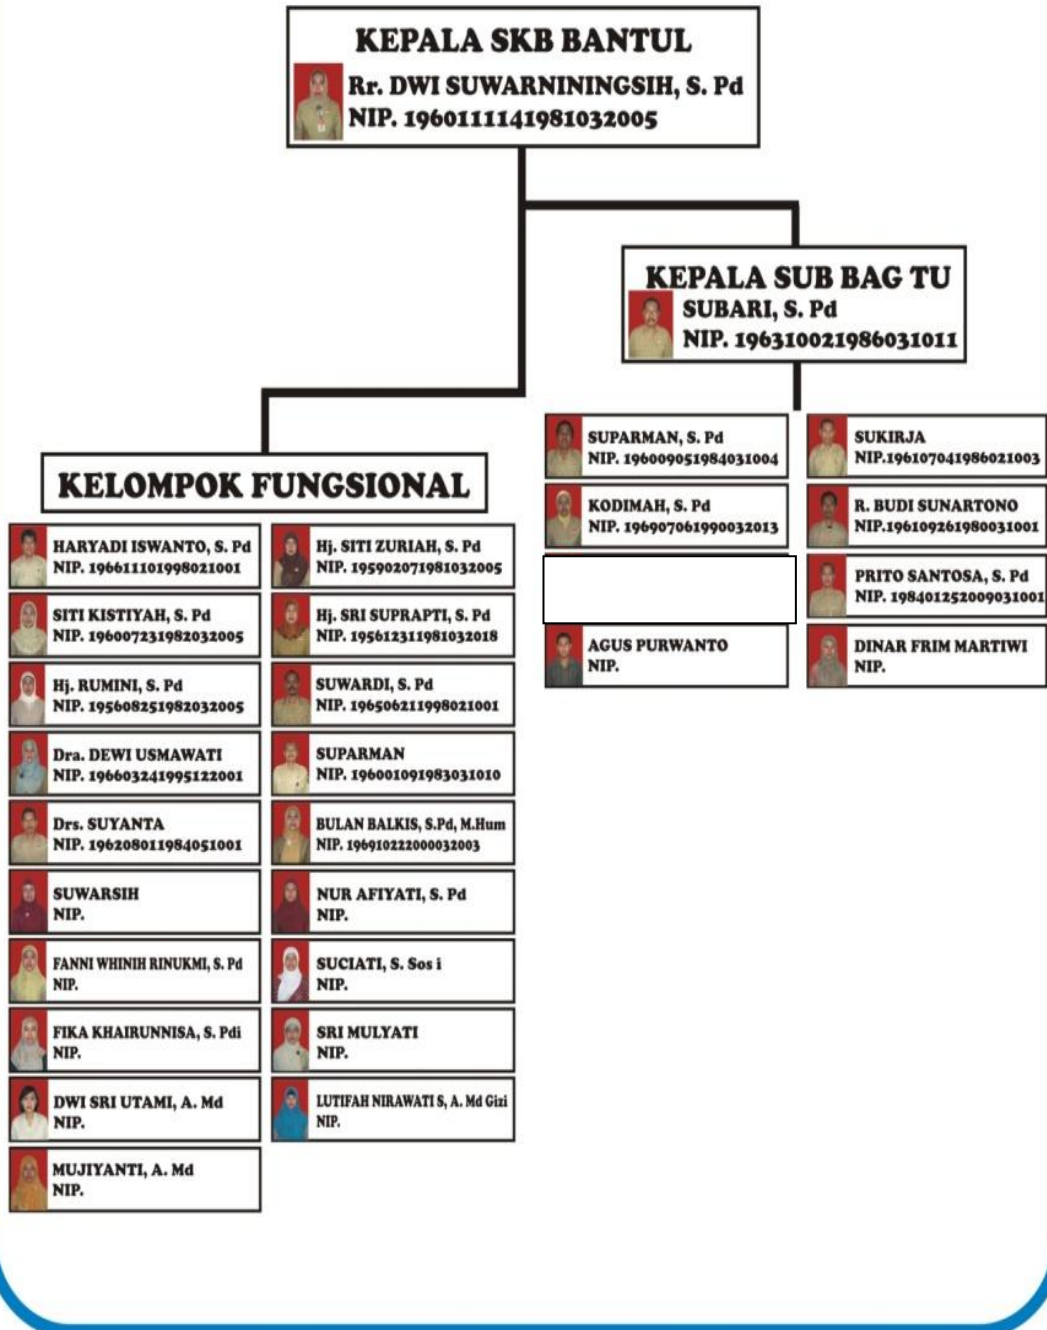 KEPALA SKB BANTUL
Rr. DWI SUWARNININGSIH, S. Pd
NIP. 1960111141981032005
KEPALA SUB BAG TU
SUBARI, S. Pd
NIP. 196310021986031011
KELOMPOK FUNGSIONAL
HARYADI ISWANTO, S. Pd
NIP. 196611101998021001
SITI KISTIYAH, S. Pd
NIP. 196007231982032005
Hj. RUMINI, S. Pd
NIP. 195608251982032005
Dra. DEWI USMAWATI
NIP. 196603241995122001
Drs. SUYANTA
NIP. 196208011984051001
SUWARSIH
NIP.
FANNI WHINIH RINUKMI, S. Pd
NIP.
FIKA KHAIRUNNISA, S. Pdi
NIP.
DWI SRI UTAMI, A. Md
NIP.
MUJIYANTI, A. Md
NIP.
Hj. SITI ZURIAH, S. Pd
NIP. 195902071981032005
Hj. SRI SUPRAPTI, S. Pd
NIP. 195612311981032018
SUWARDI, S. Pd
NIP. 196506211998021001
SUPARMAN
NIP. 196001091983031010
BULAN BALKIS, S.Pd, M.Hum
NIP. 196910222000032003
NUR AFIYATI, S. Pd
NIP.
SUCIATI, S. Sos i
NIP.
SRI MULYATI
NIP.
LUTIFAH NIRAWATI S, A. Md Gizi
NIP.
SUPARMAN, S. Pd
NIP. 196009051984031004
KODIMAH, S. Pd
NIP. 196907061990032013
AGUS PURWANTO
NIP.
SUKIRJA
NIP.196107041986021003
R. BUDI SUNARTONO
NIP.196109261980031001
PRITO SANTOSA, S. Pd
NIP. 198401252009031001
DINAR FRIM MARTIWI
NIP.